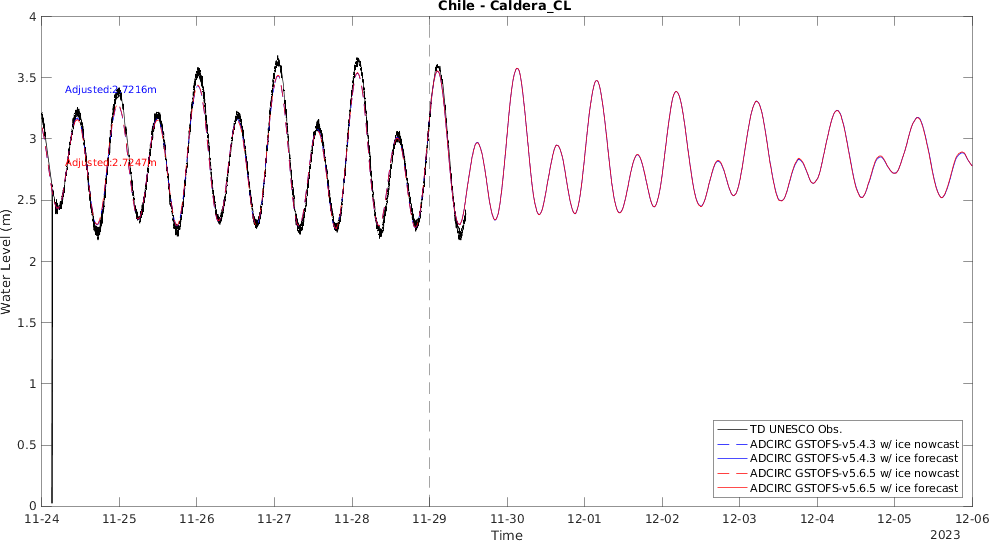 Chile - Caldera_CL
4
3.5
3
2.5
2
1.5
1
0.5
0
Water Level (m)
Adjusted:2.7216m
Adjusted:2.7247m
TD UNESCO Obs.
ADCIRC GSTOFS-v5.4.3 w/ ice nowcast
ADCIRC GSTOFS-v5.4.3 w/ ice forecast
ADCIRC GSTOFS-v5.6.5 w/ ice nowcast
ADCIRC GSTOFS-v5.6.5 w/ ice forecast
11-24 11-25 11-26 11-27 11-28 11-29 11-30 12-01 12-02 12-03 12-04 12-05 12-06
Time
2023